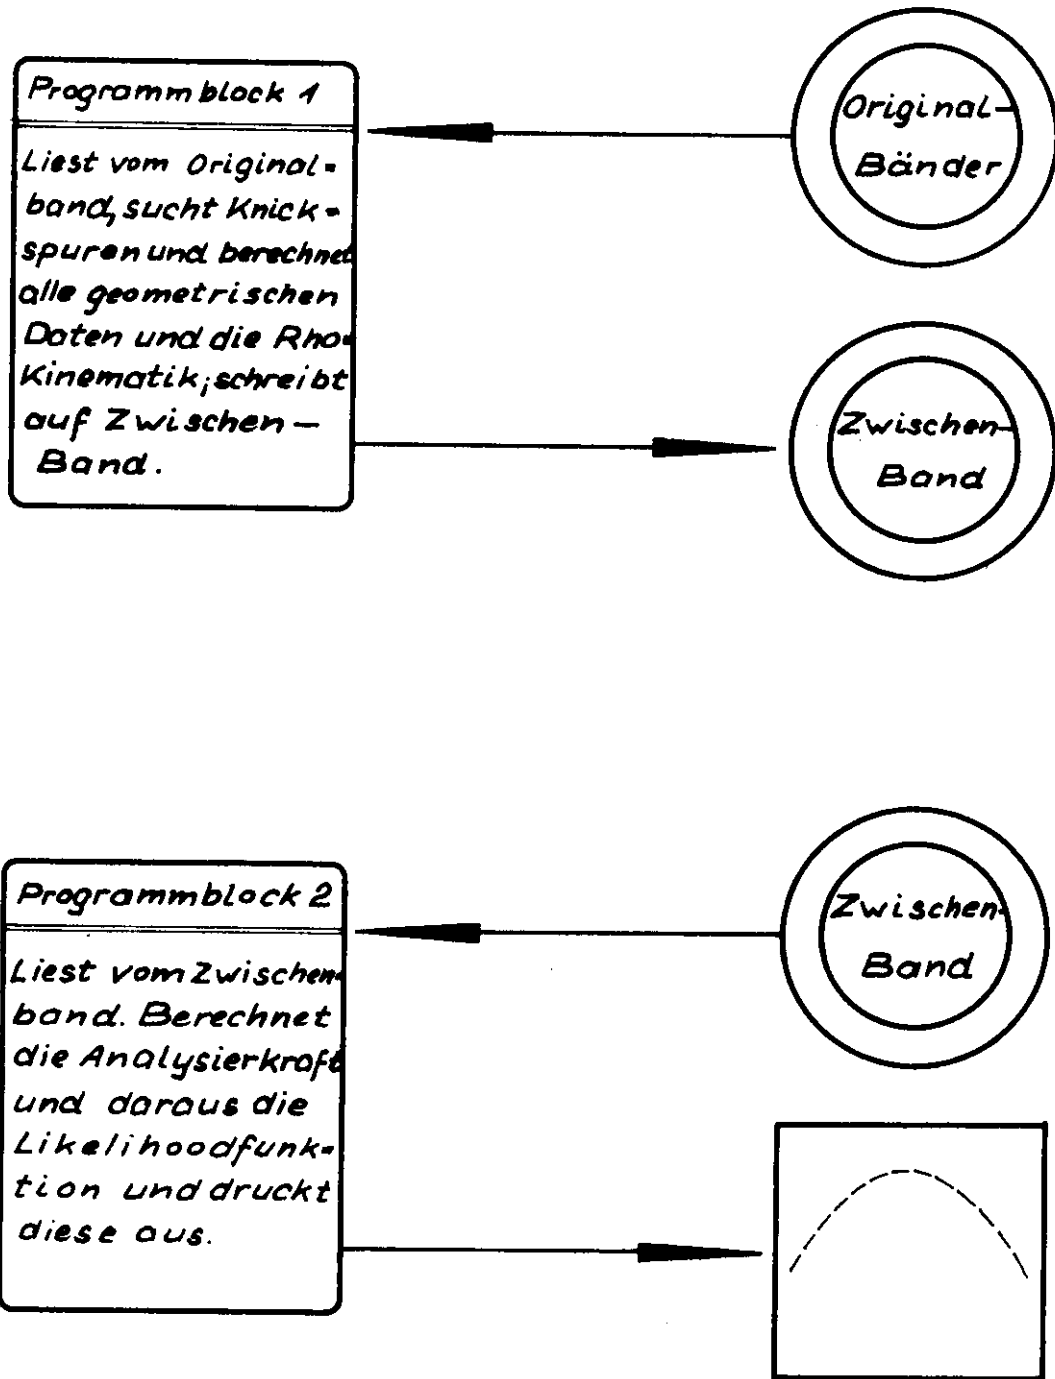 Programmblock 1
Liest vom Original=
band, sucht Knick=
spuren und berechnet
alle geometrischen
Daten und die Rho=
Kinematik; schreibt
auf Zwischen—
Band.
Original—
Bänder
Zwischen—
Band
Programmblock 2
Liest vom Zwischen=
band. Berechnet
die Analysierkraft
und daraus die
Likelihoodfunk=
tion und druckt
diese aus.
Zwischen-
Band